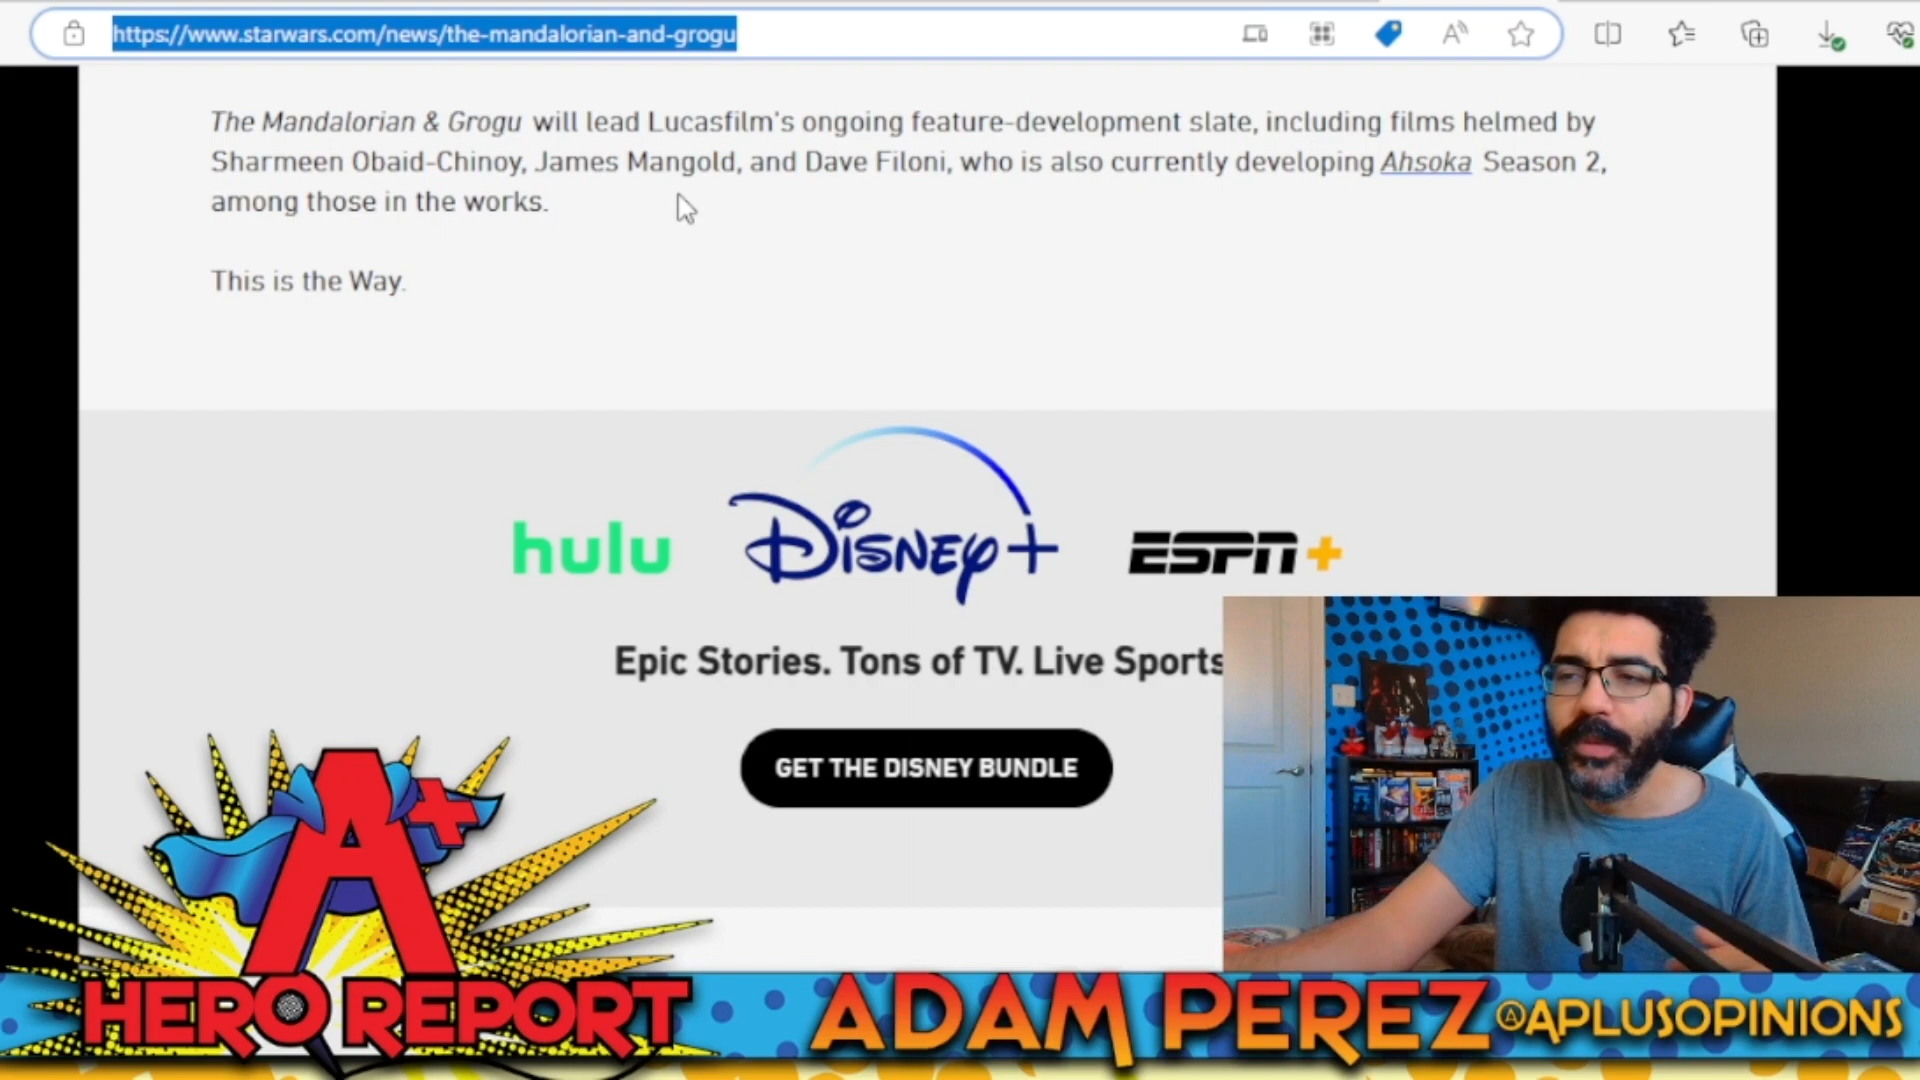 https://www.starwars.com/news/the-mandalorian-and-grogu
The Mandalorian & Grogu will lead Lucasfilm's ongoing feature-development slate, including films helmed by
Sharmeen Obaid-Chinoy, James Mangold, and Dave Filoni, who is also currently developing Ahsoka Season 2,
among those in the works.
This is the Way.
hulu Disney+ ESPN+
Epic Stories. Tons of TV. Live Sports
GET THE DISNEY BUNDLE
A+
HERO REPORT
ADAM PEREZ @APLUSOPINIONS